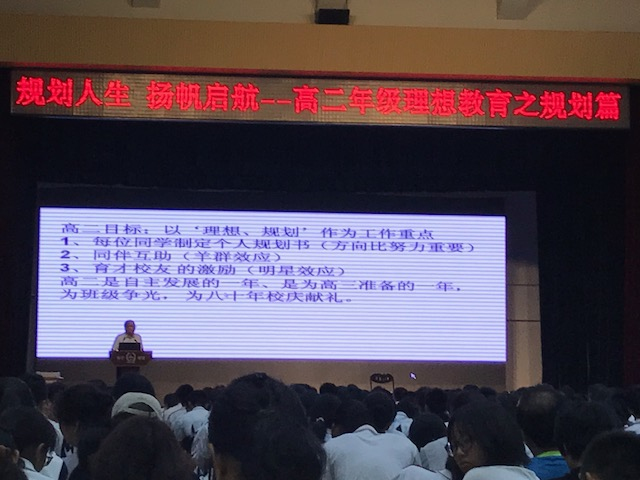 规划人生 扬帆启航--高二年级理想教育之规划篇
高二目标：以‘理想、规划’作为工作重点
1、每位同学制定个人规划书（方向比努力重要）
2、同伴互助（羊群效应）
3、育才校友的激励（明星效应）
高二是自主发展的一年、是为高三准备的一年，
为班级争光，为八十年校庆献礼。